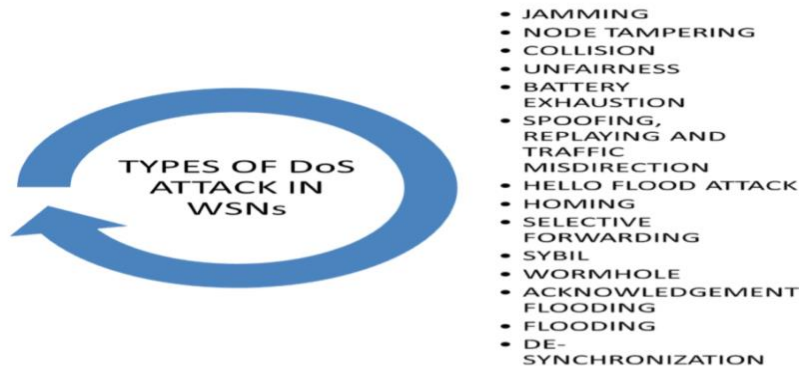 TYPES OF DoS
ATTACK IN
WSNs
• JAMMING
• NODE TAMPERING
• COLLISION
• UNFAIRNESS
• BATTERY
EXHAUSTION
• SPOOFING,
REPLAYING AND
TRAFFIC
MISDIRECTION
• HELLO FLOOD ATTACK
• HOMING
• SELECTIVE
FORWARDING
• SYBIL
• WORMHOLE
• ACKNOWLEDGEMENT
FLOODING
• FLOODING
• DE-
SYNCHRONIZATION